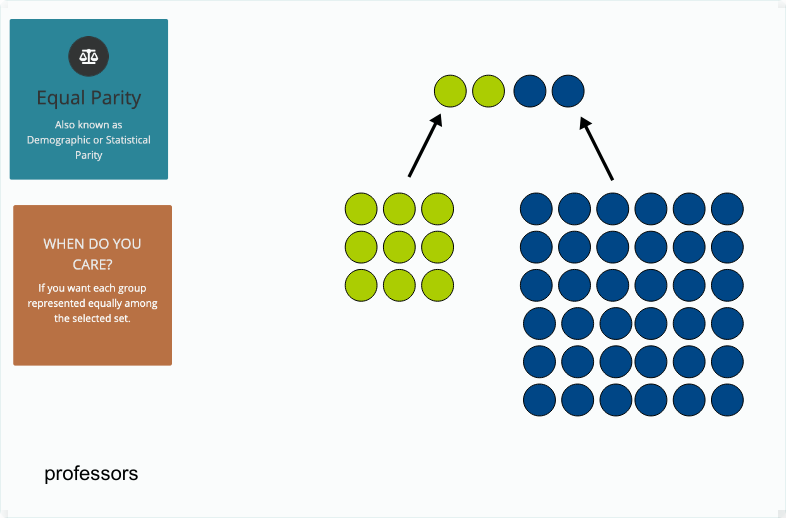 Equal Parity
Also known as
Demographic or Statistical
Parity
WHEN DO YOU
CARE?
If you want each group
represented equally among
the selected set.
professors